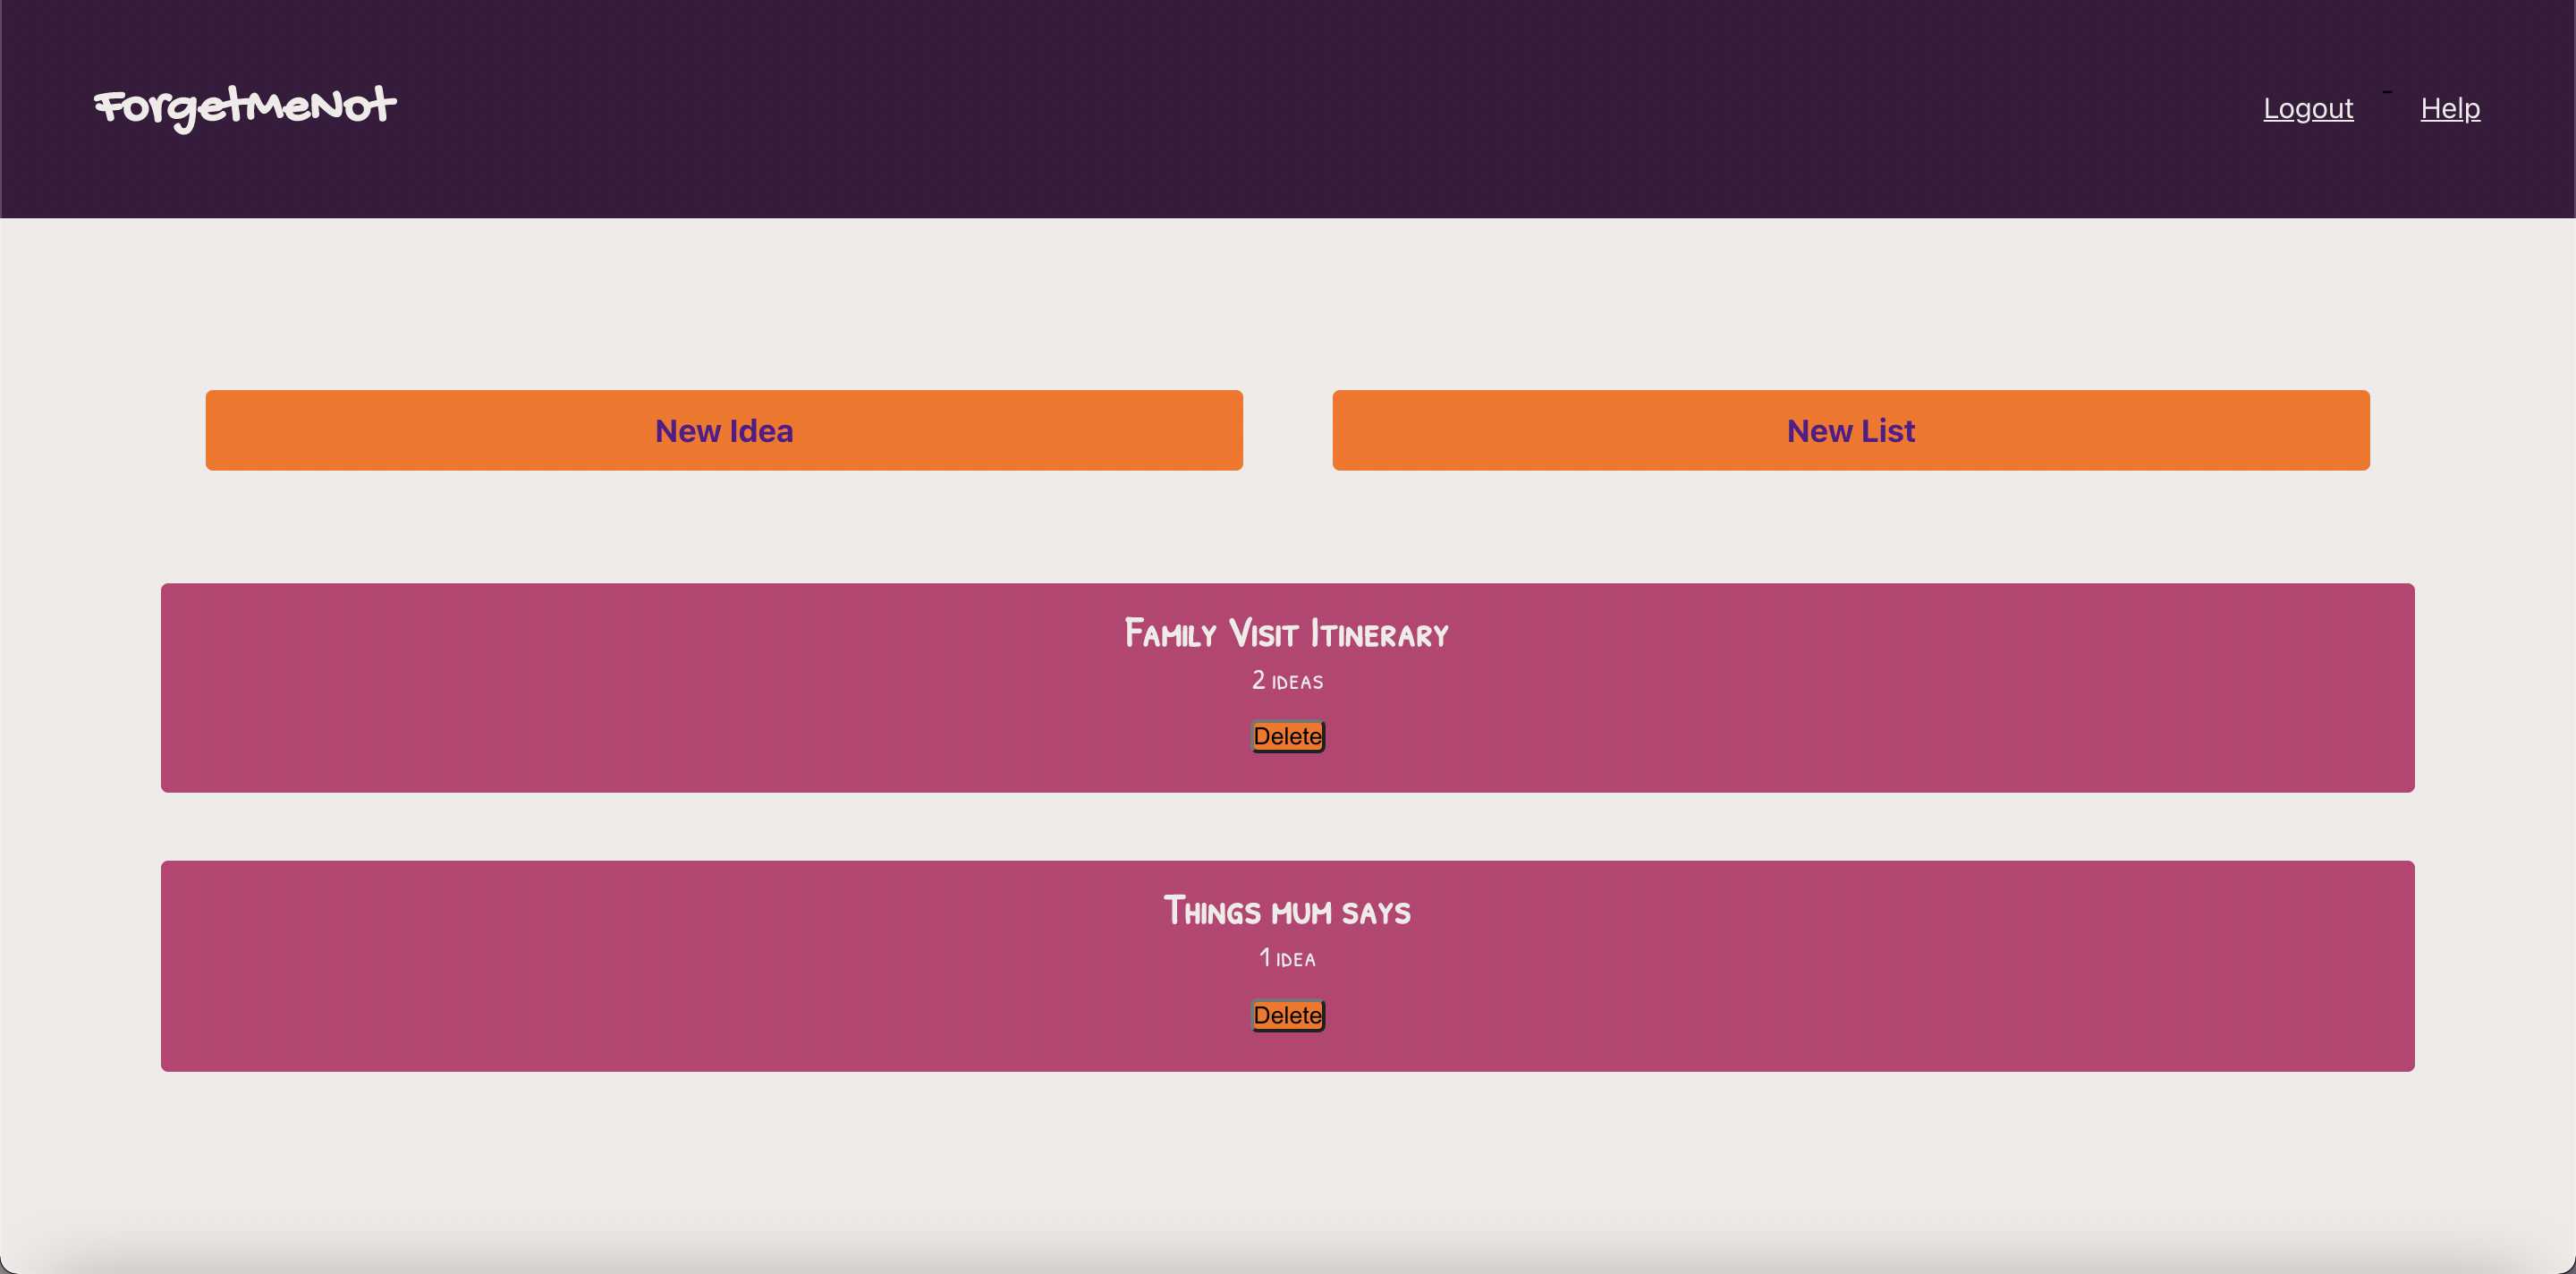 ForgetMeNot
Logout - Help
New Idea
New List
Family Visit Itinerary
2 ideas
Delete
Things mum says
1 idea
Delete